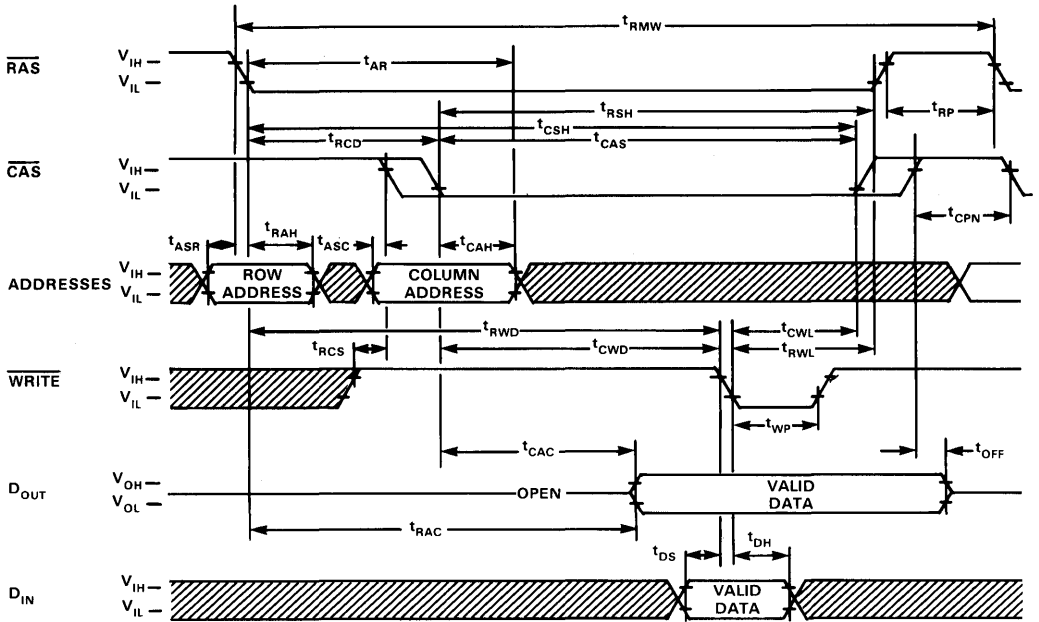 tRMW
RAS
VIH
VIL
tAR
tRSH
tRP
tCSH
tRCD
tCAS
CAS
VIH
VIL
tCPN
tASR
tRAH
tASC
tCAH
ADDRESSES
VIH
VIL
ROW
ADDRESS
COLUMN
ADDRESS
tRWD
tCWL
tRCS
tCWD
tRWL
WRITE
VIH
VIL
tWP
tCAC
tOFF
DOUT
VOH
VOL
OPEN
VALID
DATA
tRAC
tDS
tDH
DIN
VIH
VIL
VALID
DATA